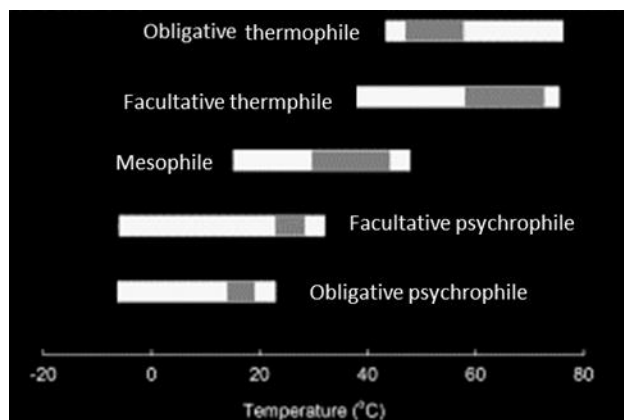 Obligative thermophile
Facultative thermphile
Mesophile
Facultative psychrophile
Obligative psychrophile
-20 0 20 40 60 80
Temperature (°C)